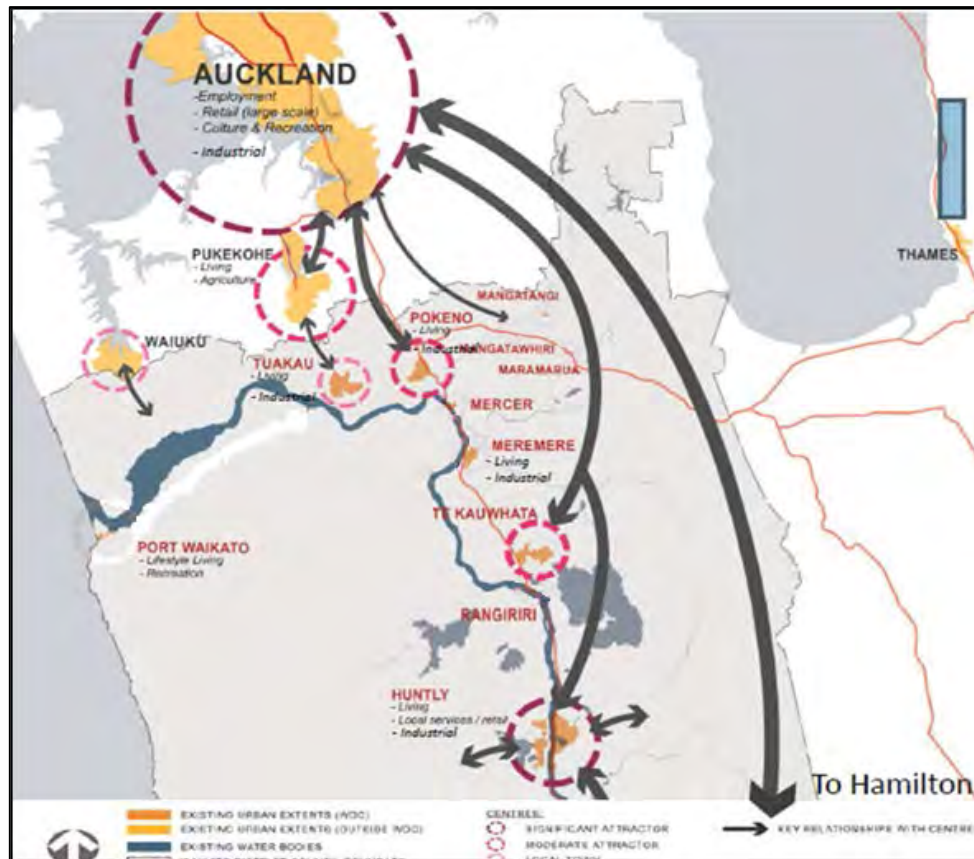 AUCKLAND
-Employment
- Retail (large scale)
- Culture & Recreation
- Industrial
THAMES
PUKEKOHE
- Living
- Agriculture
MANGATANGI
POKENO
- Living
- Industrial
MANGATAWHIRI
WAIUKU
TUAKAU
- Living
- Industrial
MARAMARUA
MERCER
MEREMERE
- Living
- Industrial
TE KAUWHATA
PORT WAIKATO
- Lifestyle Living
- Recreation
RANGIRIRI
HUNTLY
- Living
- Local services / retail
- Industrial
To Hamilton
EXISTING URBAN EXTENTS (WDC)
EXISTING URBAN EXTENTS (OUTSIDE WDC)
EXISTING WATER BODIES
CENTRES:
SIGNIFICANT ATTRACTOR
MODERATE ATTRACTOR
KEY RELATIONSHIPS WITH CENTRE